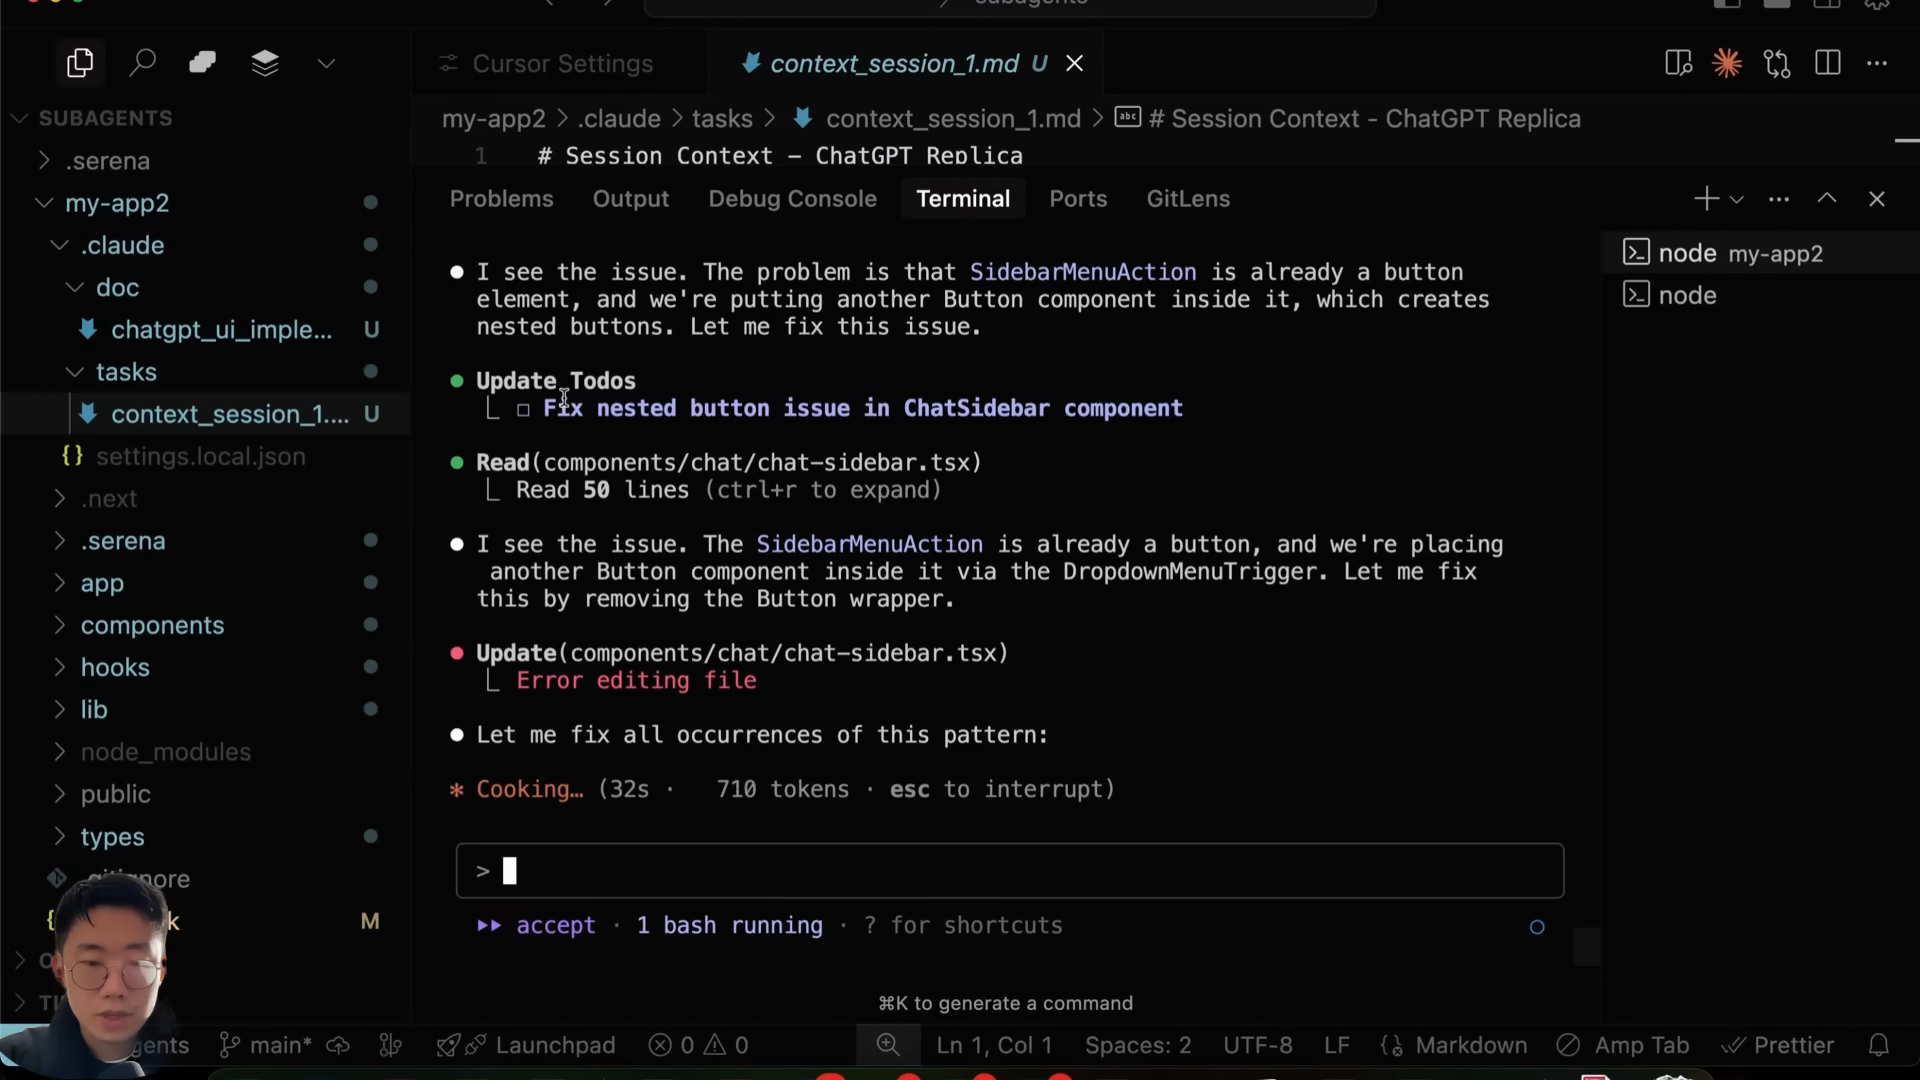 subagents
Cursor Settings
context_session_1.md U
SUBAGENTS
my-app2 > .claude > tasks > context_session_1.md > # Session Context - ChatGPT Replica
1 # Session Context - ChatGPT Replica
.serena
my-app2
.claude
doc
chatgpt_ui_imple... U
tasks
context_session_1.... U
{} settings.local.json
.next
.serena
app
components
hooks
lib
node_modules
public
types
.gitignore
M
Problems Output Debug Console Terminal Ports GitLens
node my-app2
node
I see the issue. The problem is that SidebarMenuAction is already a button
element, and we're putting another Button component inside it, which creates
nested buttons. Let me fix this issue.
Update Todos
Fix nested button issue in ChatSidebar component
Read(components/chat/chat-sidebar.tsx)
Read 50 lines (ctrl+r to expand)
I see the issue. The SidebarMenuAction is already a button, and we're placing
another Button component inside it via the DropdownMenuTrigger. Let me fix
this by removing the Button wrapper.
Update(components/chat/chat-sidebar.tsx)
Error editing file
Let me fix all occurrences of this pattern:
* Cooking… (32s · 710 tokens · esc to interrupt)
>
accept · 1 bash running · ? for shortcuts
⌘K to generate a command
main* Launchpad 0 0 Ln 1, Col 1 Spaces: 2 UTF-8 LF Markdown Amp Tab Prettier